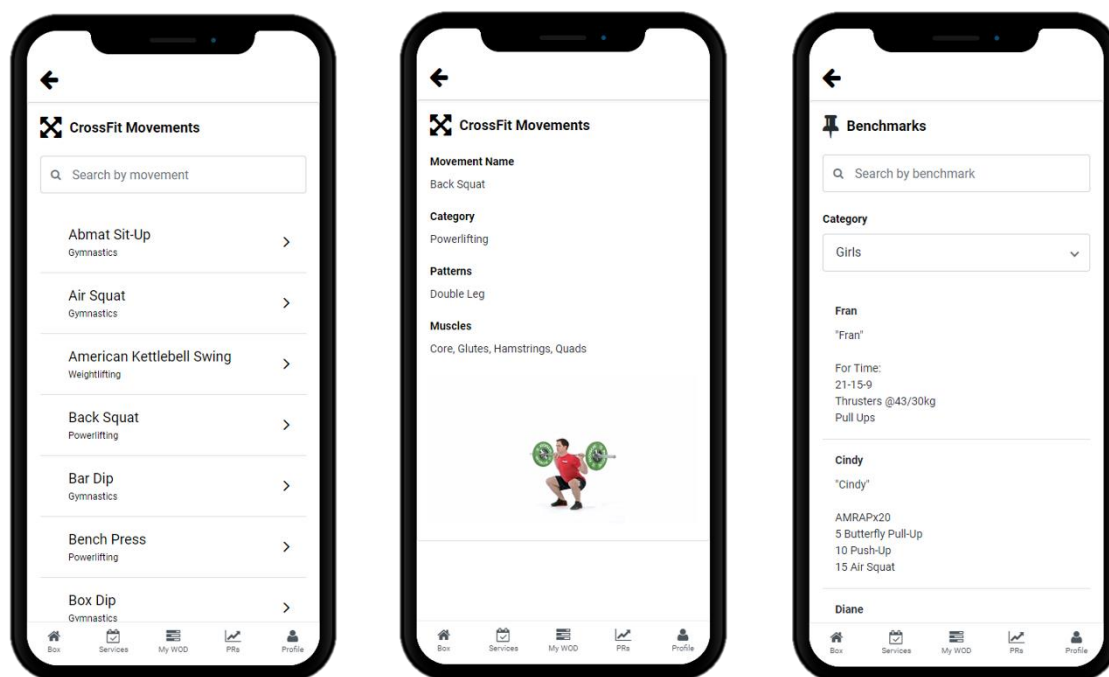 CrossFit Movements
Search by movement
Abmat Sit-Up
Gymnastics
Air Squat
Gymnastics
American Kettlebell Swing
Weightlifting
Back Squat
Powerlifting
Bar Dip
Gymnastics
Bench Press
Powerlifting
Box Dip
Gymnastics
Box Services My WOD PRs Profile
CrossFit Movements
Movement Name
Back Squat
Category
Powerlifting
Patterns
Double Leg
Muscles
Core, Glutes, Hamstrings, Quads
Box Services My WOD PRs Profile
Benchmarks
Search by benchmark
Category
Girls
Fran
"Fran"
For Time:
21-15-9
Thrusters @43/30kg
Pull Ups
Cindy
"Cindy"
AMRAPx20
5 Butterfly Pull-Up
10 Push-Up
15 Air Squat
Diane
Box Services My WOD PRs Profile